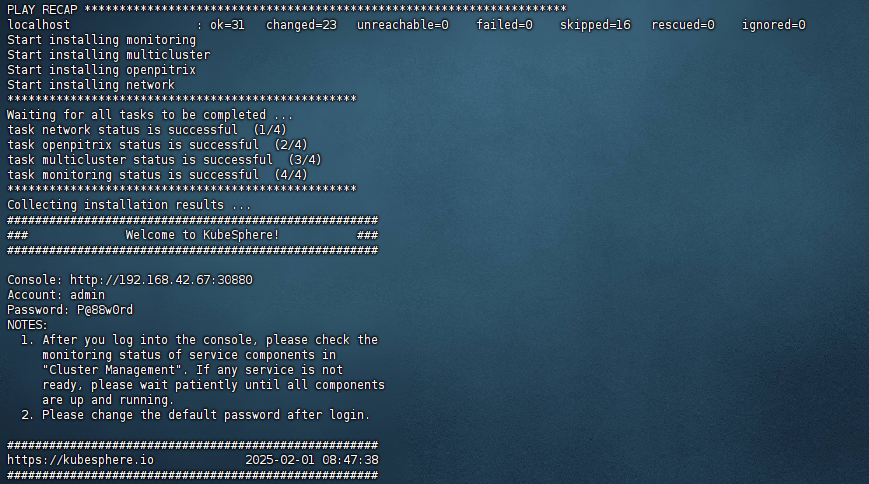 PLAY RECAP *********************************************************************
localhost                  : ok=31   changed=23   unreachable=0    failed=0    skipped=16   rescued=0    ignored=0
Start installing monitoring
Start installing multicluster
Start installing openpitrix
Start installing network
**************************************************
Waiting for all tasks to be completed ...
task network status is successful  (1/4)
task openpitrix status is successful  (2/4)
task multicluster status is successful  (3/4)
task monitoring status is successful  (4/4)
**************************************************
Collecting installation results ...
#####################################################
###              Welcome to KubeSphere!           ###
#####################################################
Console: http://192.168.42.67:30880
Account: admin
Password: P@88w0rd
NOTES:
  1. After you log into the console, please check the
     monitoring status of service components in
     "Cluster Management". If any service is not
     ready, please wait patiently until all components
     are up and running.
  2. Please change the default password after login.
#####################################################
https://kubesphere.io             2025-02-01 08:47:38
#####################################################